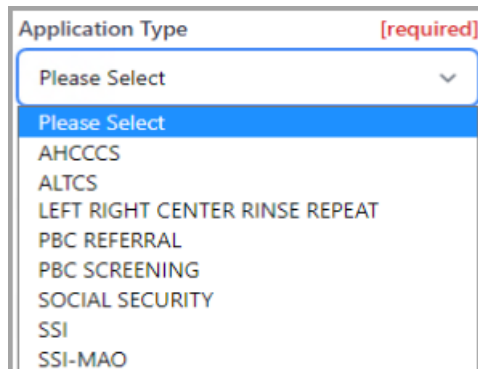 Application Type [required]
Please Select
Please Select
AHCCCS
ALTCS
LEFT RIGHT CENTER RINSE REPEAT
PBC REFERRAL
PBC SCREENING
SOCIAL SECURITY
SSI
SSI-MAO